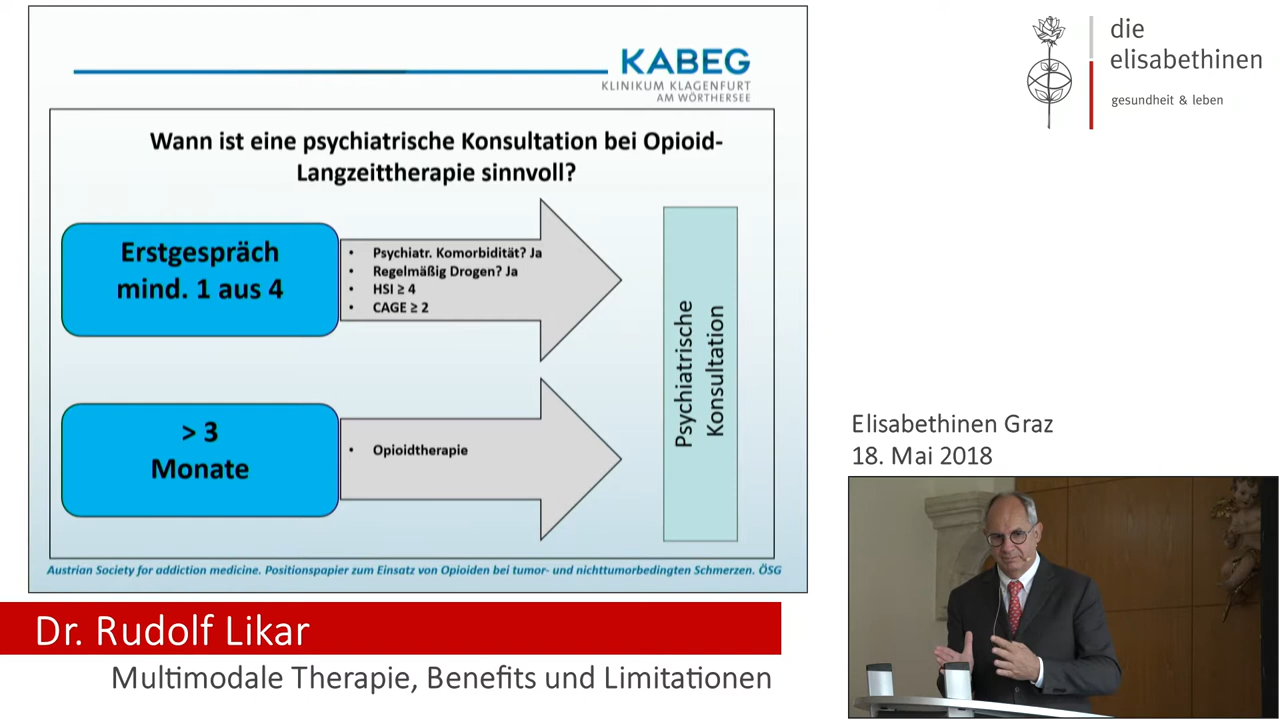 KABEG
KLINIKUM KLAGENFURT
AM WÖRTHERSEE
Wann ist eine psychiatrische Konsultation bei Opioid-
Langzeittherapie sinnvoll?
Erstgespräch
mind. 1 aus 4
• Psychiatr. Komorbidität? Ja
• Regelmäßig Drogen? Ja
• HSI ≥ 4
• CAGE ≥ 2
> 3
Monate
• Opioidtherapie
Psychiatrische
Konsultation
Austrian Society for addiction medicine. Positionspapier zum Einsatz von Opioiden bei tumor- und nichttumorbedingten Schmerzen. ÖSG
die
elisabethinen
gesundheit & leben
Elisabethinen Graz
18. Mai 2018
Dr. Rudolf Likar
Multimodale Therapie, Benefits und Limitationen